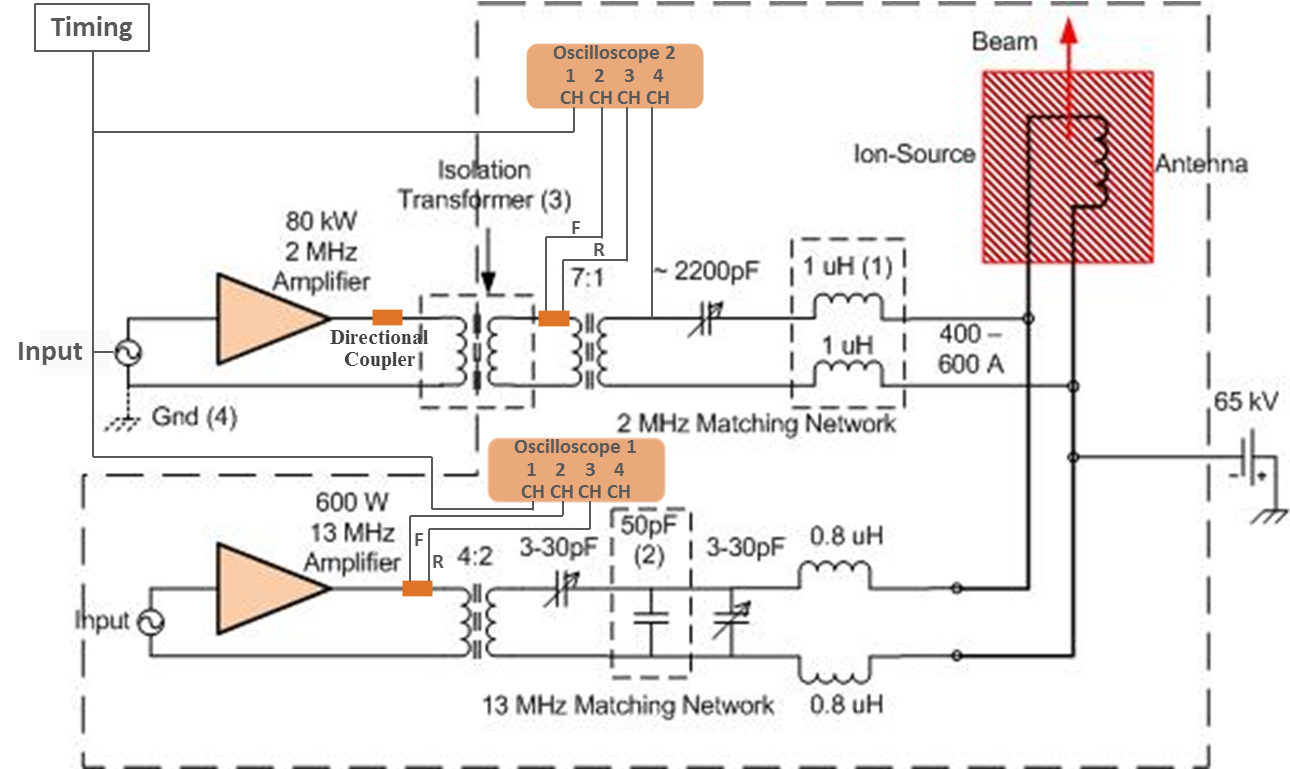 Timing
Oscilloscope 2
1 2 3 4
CH CH CH CH
Beam
Ion-Source
Antenna
Isolation
Transformer (3)
80 kW
2 MHz
Amplifier
F
R
7:1
~ 2200pF
1 uH (1)
Directional
Coupler
1 uH
400 –
600 A
Input
Gnd (4)
2 MHz Matching Network
65 kV
- +
Oscilloscope 1
1 2 3 4
CH CH CH CH
600 W
13 MHz
Amplifier
F
R
4:2
3-30pF
50pF
(2)
3-30pF
0.8 uH
Input
13 MHz Matching Network
0.8 uH